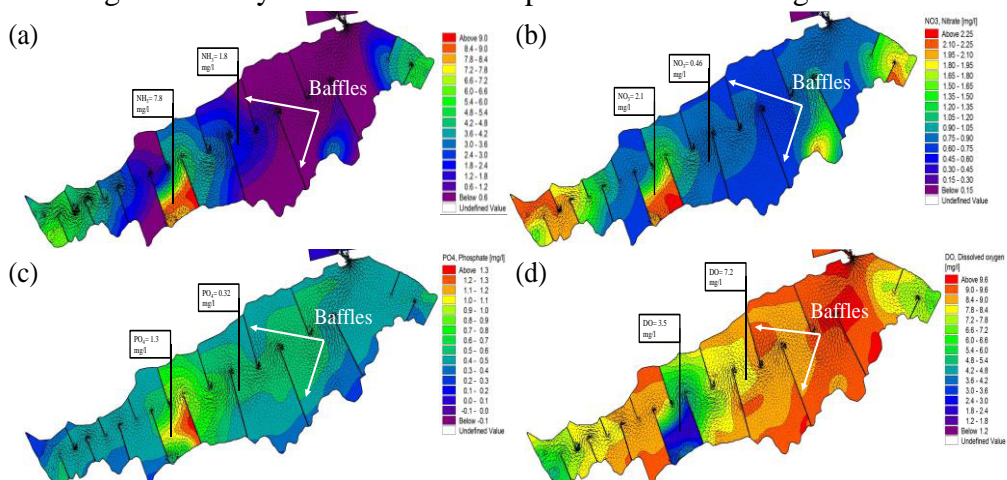 (a)
NH₃= 1.8
mg/l
NH₃= 7.8
mg/l
Baffles
Above 9.0
8.4 - 9.0
7.8 - 8.4
7.2 - 7.8
6.6 - 7.2
6.0 - 6.6
5.4 - 6.0
4.8 - 5.4
4.2 - 4.8
3.6 - 4.2
3.0 - 3.6
2.4 - 3.0
1.8 - 2.4
1.2 - 1.8
0.6 - 1.2
Below 0.6
Undefined Value
(b)
NO₃= 0.46
mg/l
NO₃= 2.1
mg/l
Baffles
NO3, Nitrate [mg/l]
Above 2.25
2.10 - 2.25
1.95 - 2.10
1.80 - 1.95
1.65 - 1.80
1.50 - 1.65
1.35 - 1.50
1.20 - 1.35
1.05 - 1.20
0.90 - 1.05
0.75 - 0.90
0.60 - 0.75
0.45 - 0.60
0.30 - 0.45
0.15 - 0.30
Below 0.15
Undefined Value
(c)
PO₄= 0.32
mg/l
PO₄= 1.3
mg/l
Baffles
PO4, Phosphate [mg/l]
Above 1.3
1.2 - 1.3
1.1 - 1.2
1.0 - 1.1
0.9 - 1.0
0.8 - 0.9
0.7 - 0.8
0.6 - 0.7
0.5 - 0.6
0.4 - 0.5
0.3 - 0.4
0.2 - 0.3
0.1 - 0.2
0.0 - 0.1
-0.1 - 0.0
Below -0.1
Undefined Value
(d)
DO= 7.2
mg/l
DO= 3.5
mg/l
Baffles
DO, Dissolved oxygen
[mg/l]
Above 9.6
9.0 - 9.6
8.4 - 9.0
7.8 - 8.4
7.2 - 7.8
6.6 - 7.2
6.0 - 6.6
5.4 - 6.0
4.8 - 5.4
4.2 - 4.8
3.6 - 4.2
3.0 - 3.6
2.4 - 3.0
1.8 - 2.4
1.2 - 1.8
Below 1.2
Undefined Value